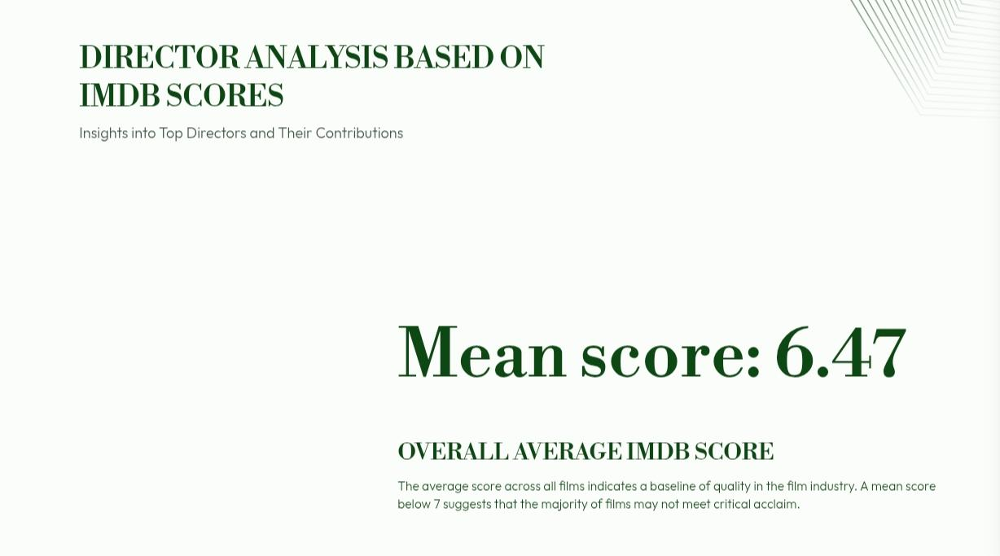 DIRECTOR ANALYSIS BASED ON
IMDB SCORES
Insights into Top Directors and Their Contributions
Mean score: 6.47
OVERALL AVERAGE IMDB SCORE
The average score across all films indicates a baseline of quality in the film industry. A mean score
below 7 suggests that the majority of films may not meet critical acclaim.